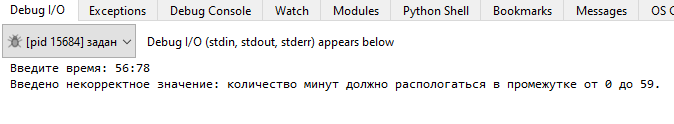 Debug I/O Exceptions Debug Console Watch Modules Python Shell Bookmarks Messages OS
[pid 15684] задан Debug I/O (stdin, stdout, stderr) appears below
Введите время: 56:78
Введено некорректное значение: количество минут должно распологаться в промежутке от 0 до 59.